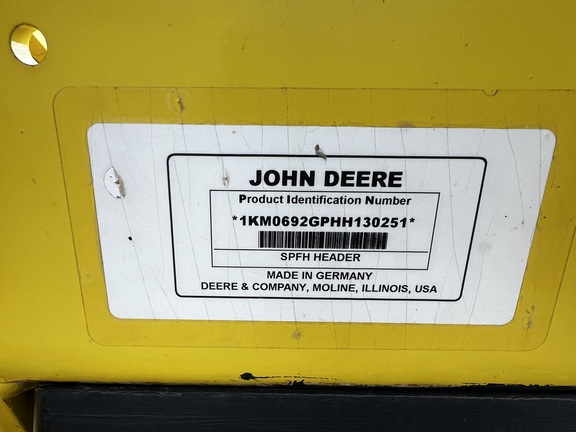 JOHN DEERE
Product Identification Number
*1KM0692GPHH130251*
SPFH HEADER
MADE IN GERMANY
DEERE & COMPANY, MOLINE, ILLINOIS, USA